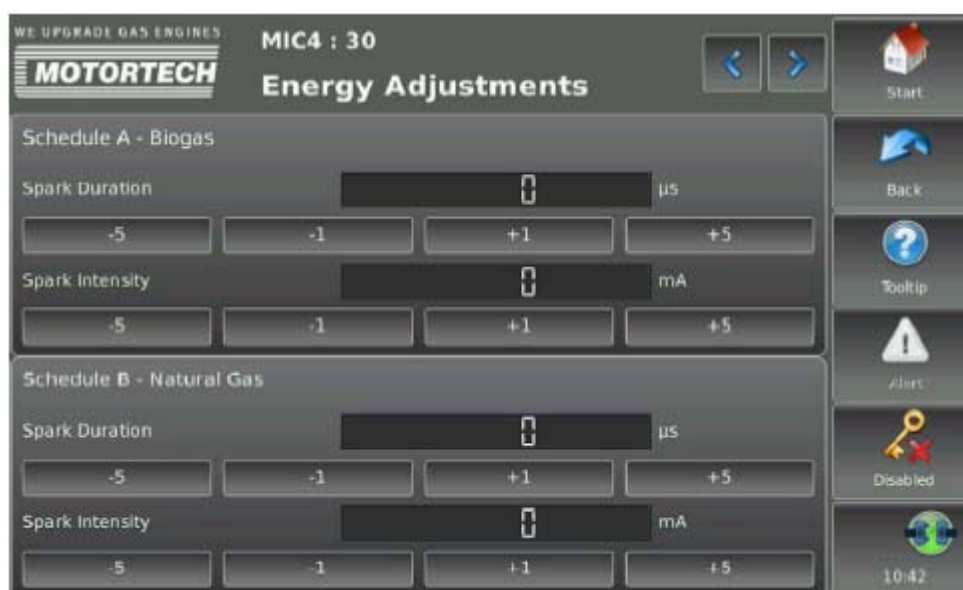 WE UPGRADE GAS ENGINES
MOTORTECH
MIC4 : 30
Energy Adjustments
Start
Schedule A - Biogas
Spark Duration 0 µs
Back
-5 -1 +1 +5
Spark Intensity 0 mA
Tooltip
-5 -1 +1 +5
Alert
Schedule B - Natural Gas
Spark Duration 0 µs
-5 -1 +1 +5
Disabled
Spark Intensity 0 mA
-5 -1 +1 +5
10:42